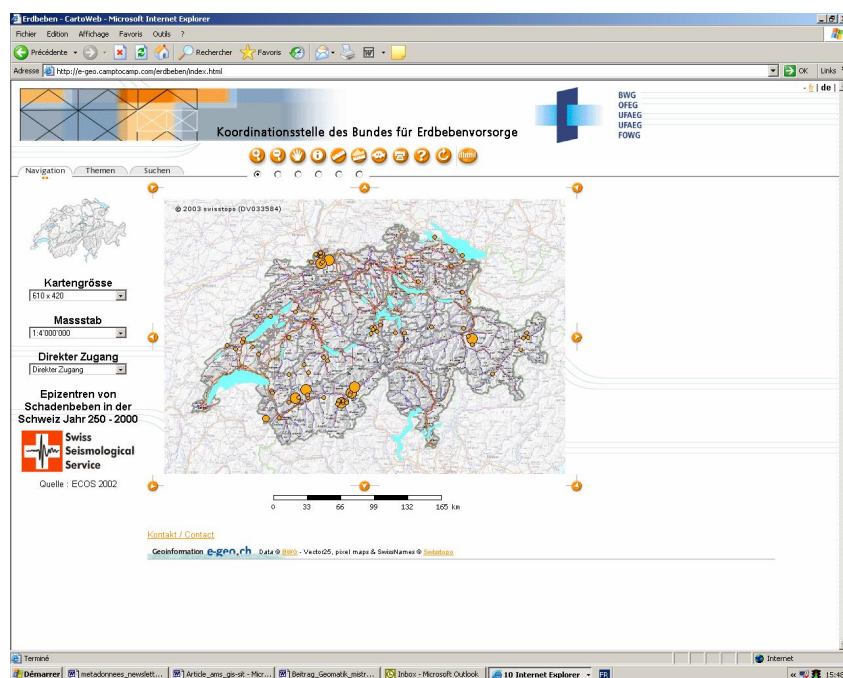 Erdbeben - CartoWeb - Microsoft Internet Explorer
Fichier Edition Affichage Favoris Outils ?
Précédente Rechercher Favoris
Adresse http://e-geo.camptocamp.com/erdbeben/index.html OK Links
Koordinationsstelle des Bundes für Erdbebenvorsorge
BWG
OFEG
UFAEG
UFAEG
FOWG
- fr | de |
Navigation Themen Suchen
© 2003 swisstopo (DV033584)
Kartengrösse
610 x 420
Massstab
1:4'000'000
Direkter Zugang
Direkter Zugang
Epizentren von
Schadenbeben in der
Schweiz Jahr 250 - 2000
Swiss
Seismological
Service
Quelle : ECOS 2002
0 33 66 99 132 165 km
Kontakt / Contact
Geoinformation e-geo.ch Data © BWG - Vector25, pixel maps & SwissNames © Swisstopo
Terminé Internet
Démarrer metadonnees_newslett... Article_ams_gis-sit - Micr... Beitrag_Geomatik_mistr... Inbox - Microsoft Outlook 10 Internet Explorer FR 15:48